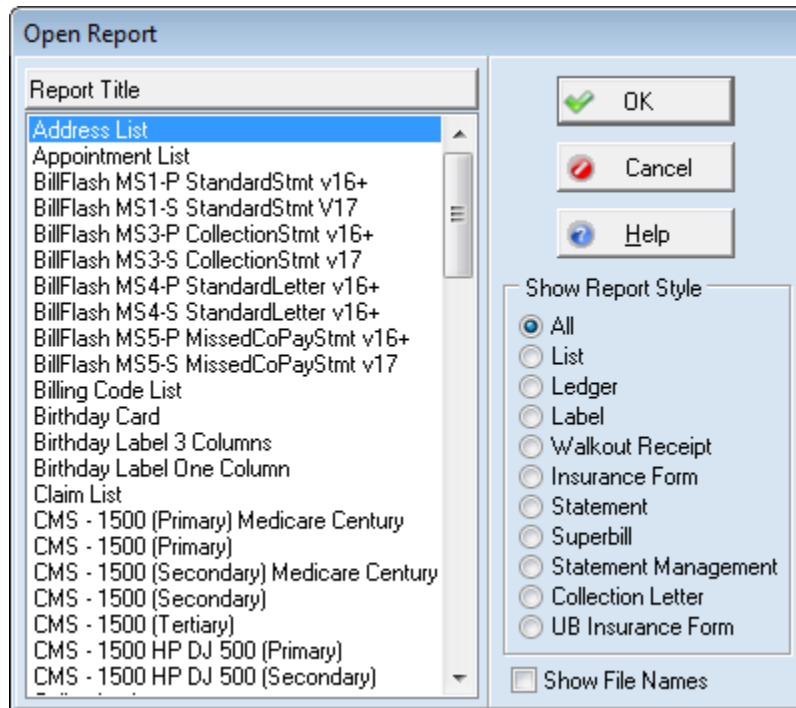 Open Report
Report Title
Address List
Appointment List
BillFlash MS1-P StandardStmt v16+
BillFlash MS1-S StandardStmt V17
BillFlash MS3-P CollectionStmt v16+
BillFlash MS3-S CollectionStmt v17
BillFlash MS4-P StandardLetter v16+
BillFlash MS4-S StandardLetter v16+
BillFlash MS5-P MissedCoPayStmt v16+
BillFlash MS5-S MissedCoPayStmt v17
Billing Code List
Birthday Card
Birthday Label 3 Columns
Birthday Label One Column
Claim List
CMS - 1500 (Primary) Medicare Century
CMS - 1500 (Primary)
CMS - 1500 (Secondary) Medicare Century
CMS - 1500 (Secondary)
CMS - 1500 (Tertiary)
CMS - 1500 HP DJ 500 (Primary)
CMS - 1500 HP DJ 500 (Secondary)
OK
Cancel
Help
Show Report Style
All
List
Ledger
Label
Walkout Receipt
Insurance Form
Statement
Superbill
Statement Management
Collection Letter
UB Insurance Form
Show File Names